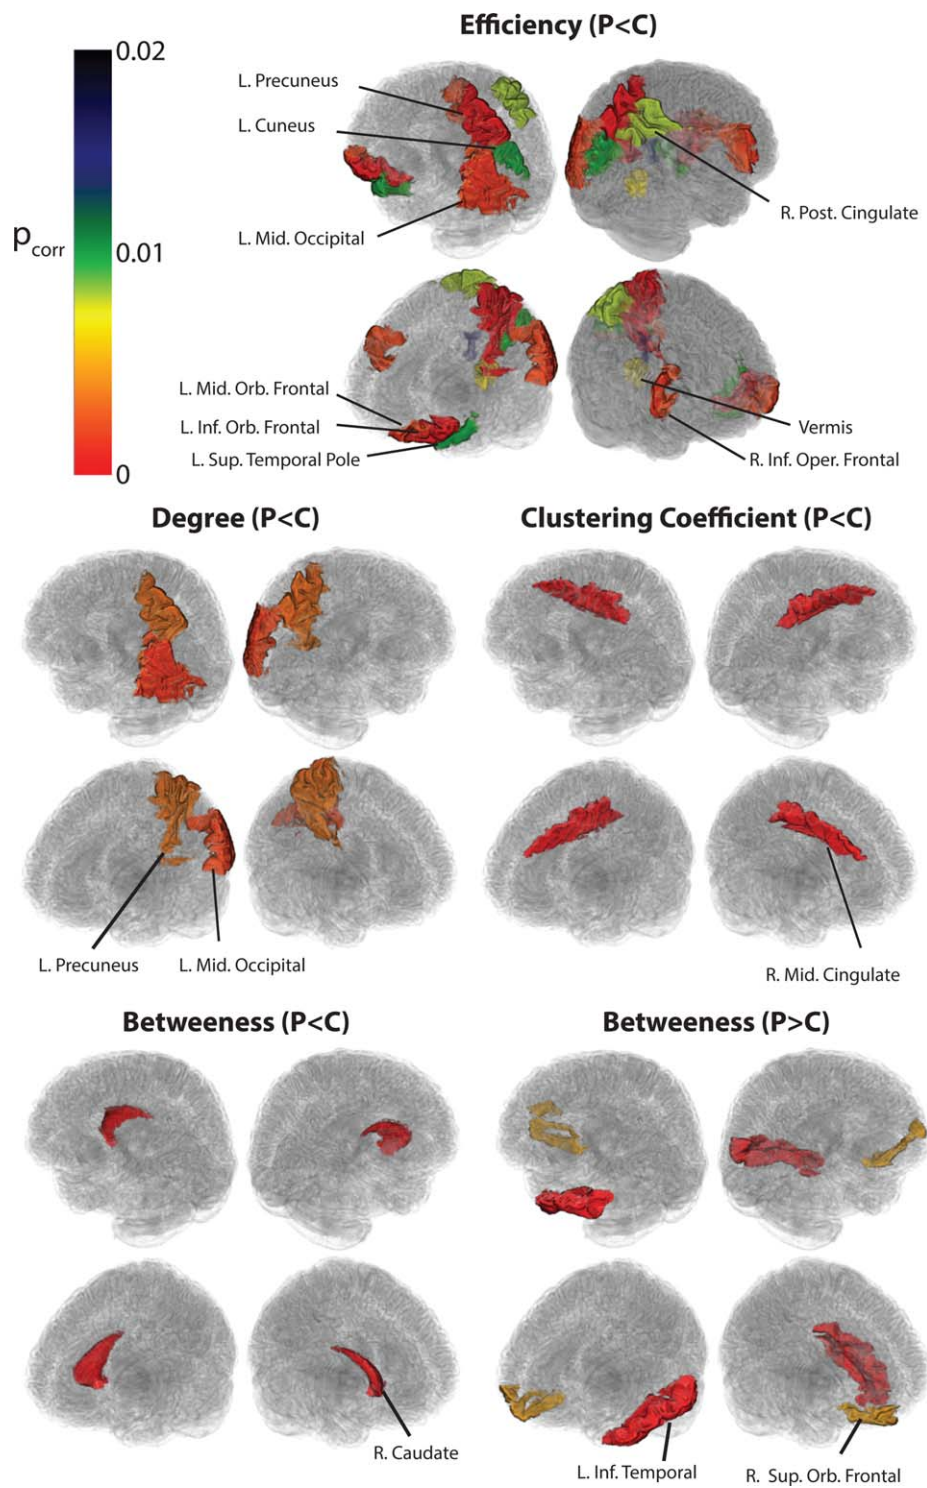 Efficiency (P<C)
0.02
L. Precuneus
L. Cuneus
R. Post. Cingulate
L. Mid. Occipital
pcorr
0.01
L. Mid. Orb. Frontal
L. Inf. Orb. Frontal
Vermis
L. Sup. Temporal Pole
R. Inf. Oper. Frontal
0
Degree (P<C)
Clustering Coefficient (P<C)
L. Precuneus
L. Mid. Occipital
R. Mid. Cingulate
Betweeness (P<C)
Betweeness (P>C)
R. Caudate
L. Inf. Temporal
R. Sup. Orb. Frontal